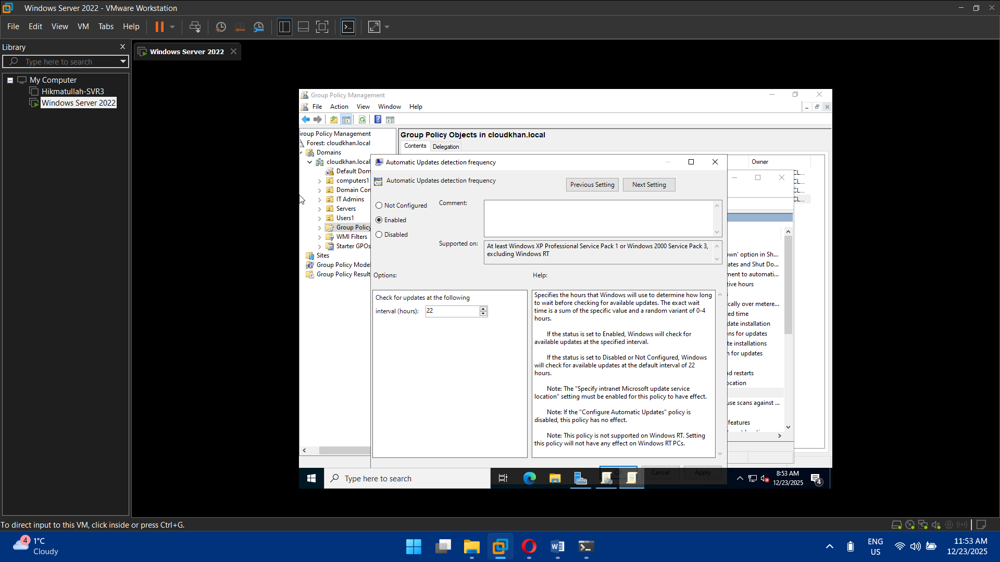 Windows Server 2022 - VMware Workstation
File Edit View VM Tabs Help
Library
Type here to search
My Computer
Hikmatullah-SVR3
Windows Server 2022
Windows Server 2022
Group Policy Management
File Action View Window Help
Group Policy Management
Forest: cloudkhan.local
Domains
cloudkhan.local
Default Dom
computers1
Domain Con
IT Admins
Servers
Users1
Group Policy
WMI Filters
Starter GPOs
Sites
Group Policy Mode
Group Policy Result
Group Policy Objects in cloudkhan.local
Contents Delegation
Owner
CL...
CL...
CL...
CL...
Automatic Updates detection frequency
Automatic Updates detection frequency
Previous Setting Next Setting
Not Configured
Enabled
Disabled
Comment:
Supported on:
At least Windows XP Professional Service Pack 1 or Windows 2000 Service Pack 3,
excluding Windows RT
Options:
Help:
Check for updates at the following
interval (hours): 22
Specifies the hours that Windows will use to determine how long
to wait before checking for available updates. The exact wait
time is a sum of the specific value and a random variant of 0-4
hours.
If the status is set to Enabled, Windows will check for
available updates at the specified interval.
If the status is set to Disabled or Not Configured, Windows
will check for available updates at the default interval of 22
hours.
Note: The "Specify intranet Microsoft update service
location" setting must be enabled for this policy to have effect.
Note: If the "Configure Automatic Updates" policy is
disabled, this policy has no effect.
Note: This policy is not supported on Windows RT. Setting
this policy will not have any effect on Windows RT PCs.
own' option in Sh...
ates and Shut Do...
ment to automati...
tive hours
s
cally over metere...
ed time
date installation
ns for updates
te installations
n for updates
nd restarts
ocation
use scans against ...
features
OK Cancel Apply
Type here to search
8:53 AM
12/23/2025
4
To direct input to this VM, click inside or press Ctrl+G.
4
1°C
Cloudy
ENG
US
11:53 AM
12/23/2025